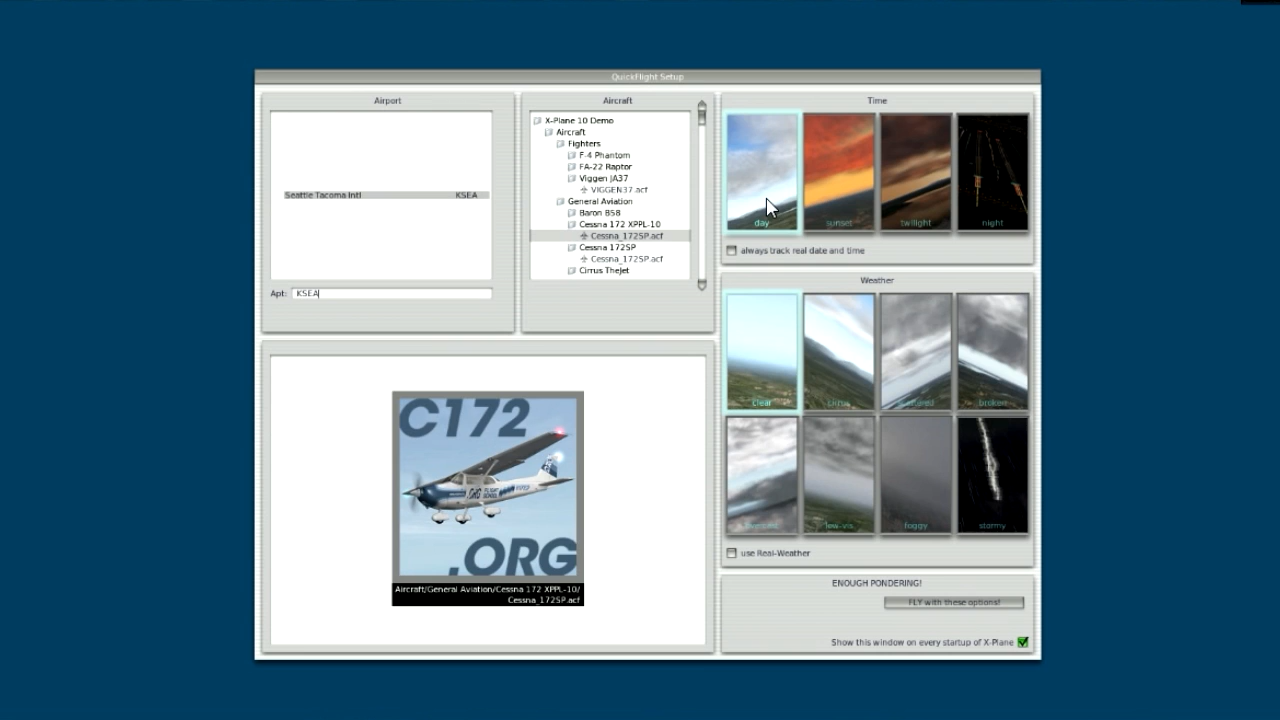 QuickFlight Setup
Airport
Seattle Tacoma Intl KSEA
Apt: KSEA
Aircraft
X-Plane 10 Demo
Aircraft
Fighters
F-4 Phantom
FA-22 Raptor
Viggen JA37
VIGGEN37.acf
General Aviation
Baron B58
Cessna 172 XPPL-10
Cessna_172SP.acf
Cessna 172SP
Cessna_172SP.acf
Cirrus TheJet
Time
day sunset twilight night
always track real date and time
Weather
clear cirrus scattered broken
low-vis foggy stormy
use Real-Weather
C172
.ORG
Aircraft/General Aviation/Cessna 172 XPPL-10/
Cessna_172SP.acf
ENOUGH PONDERING!
FLY with these options!
Show this window on every startup of X-Plane